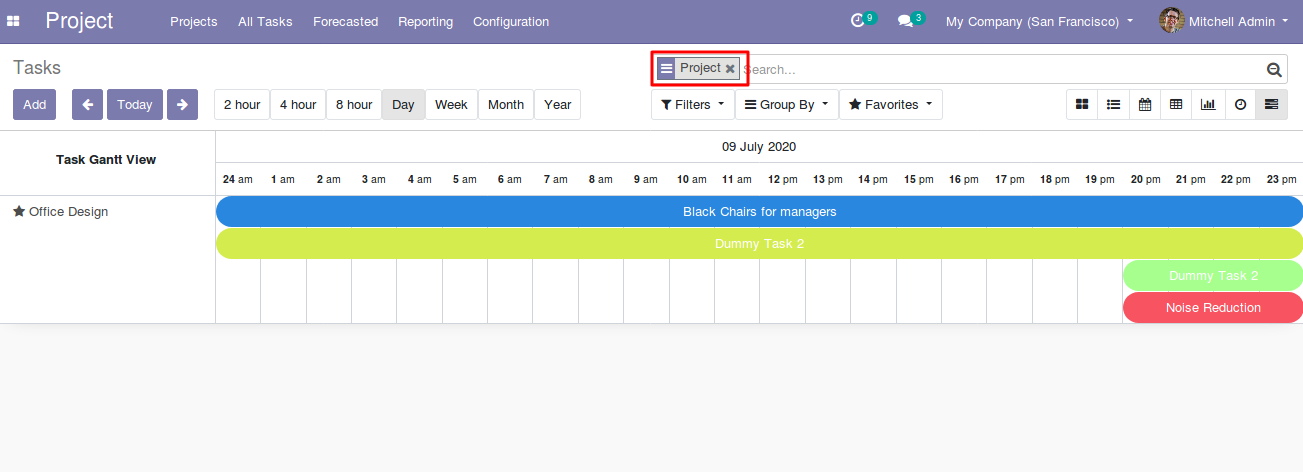 Project Projects All Tasks Forecasted Reporting Configuration 9 3 My Company (San Francisco) Mitchell Admin
Tasks Project Search...
Add Today 2 hour 4 hour 8 hour Day Week Month Year Filters Group By Favorites
Task Gantt View 09 July 2020
24 am 1 am 2 am 3 am 4 am 5 am 6 am 7 am 8 am 9 am 10 am 11 am 12 pm 13 pm 14 pm 15 pm 16 pm 17 pm 18 pm 19 pm 20 pm 21 pm 22 pm 23 pm
Office Design Black Chairs for managers
Dummy Task 2
Dummy Task 2
Noise Reduction